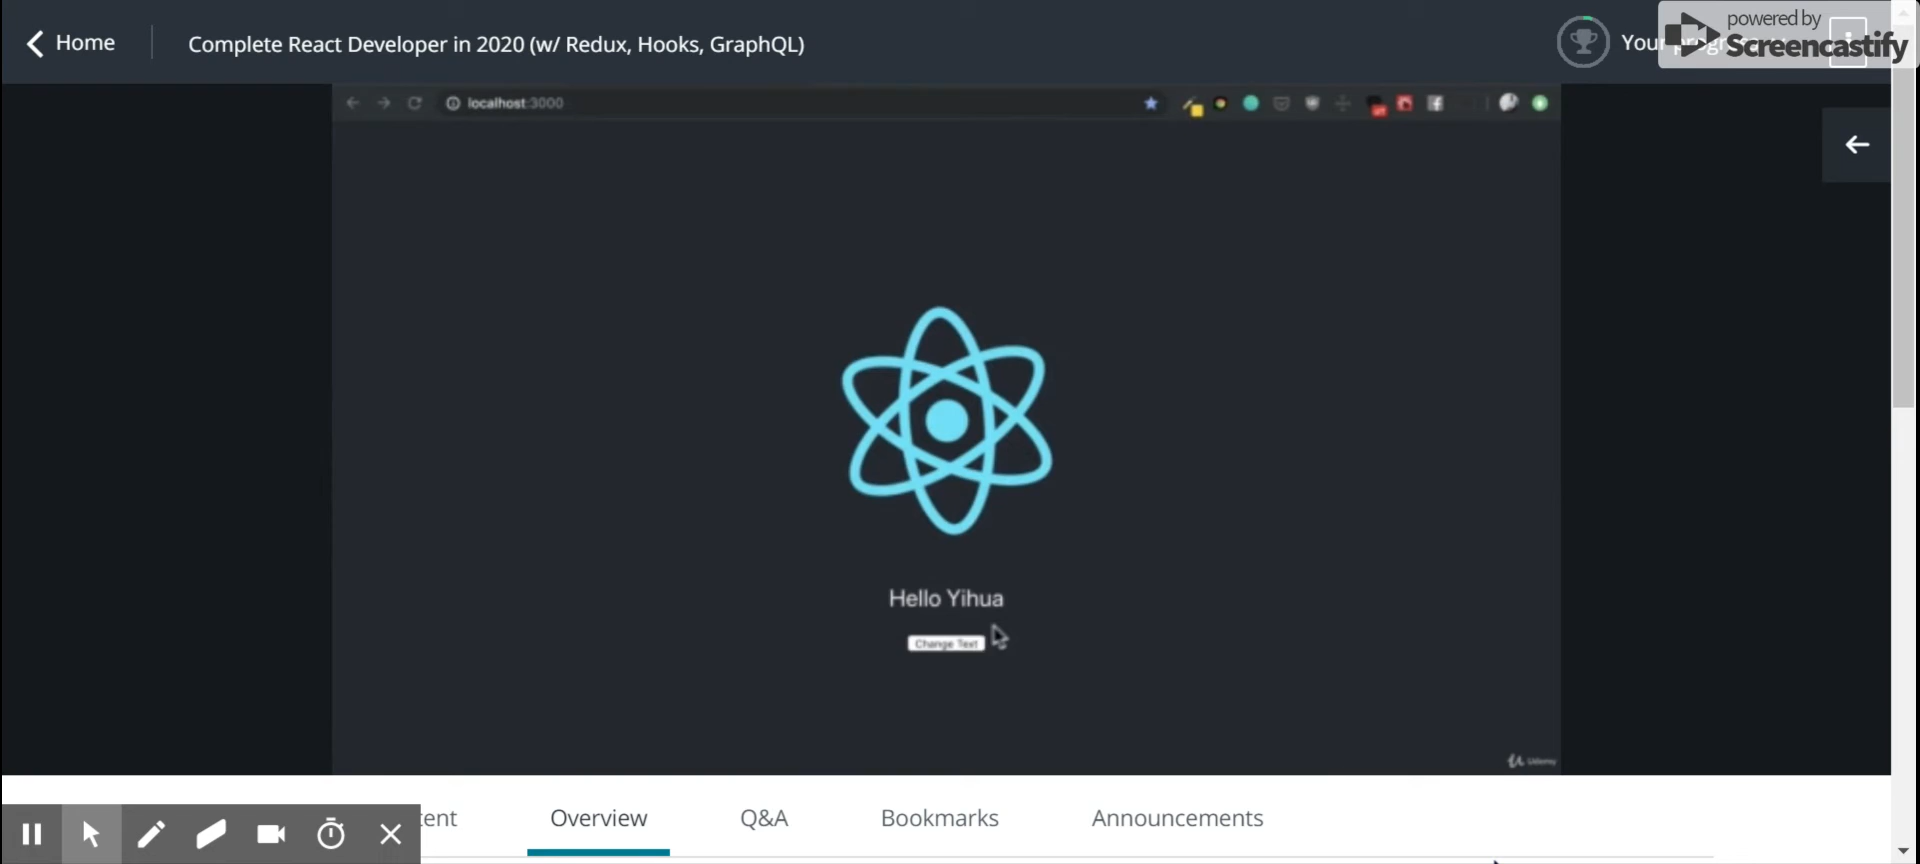 Home
Complete React Developer in 2020 (w/ Redux, Hooks, GraphQL)
powered by
Screencastify
localhost:3000
Hello Yihua
Change Text
Udemy
Overview
Q&A
Bookmarks
Announcements